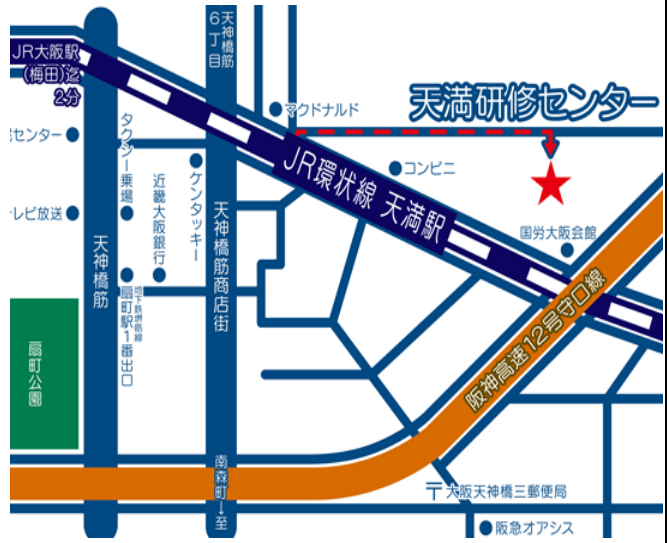 天神橋筋
6丁目
JR大阪駅
(梅田)迄
2分
マクドナルド
天満研修センター
センター
タクシー乗場
コンビニ
JR環状線 天満駅
ケンタッキー
近畿大阪銀行
レビ放送
天神橋筋
天神橋筋商店街
国労大阪会館
地下鉄堺筋線
扇町駅1番出口
扇町公園
阪神高速12号守口線
南森町→至
〒大阪天神橋三郵便局
阪急オアシス